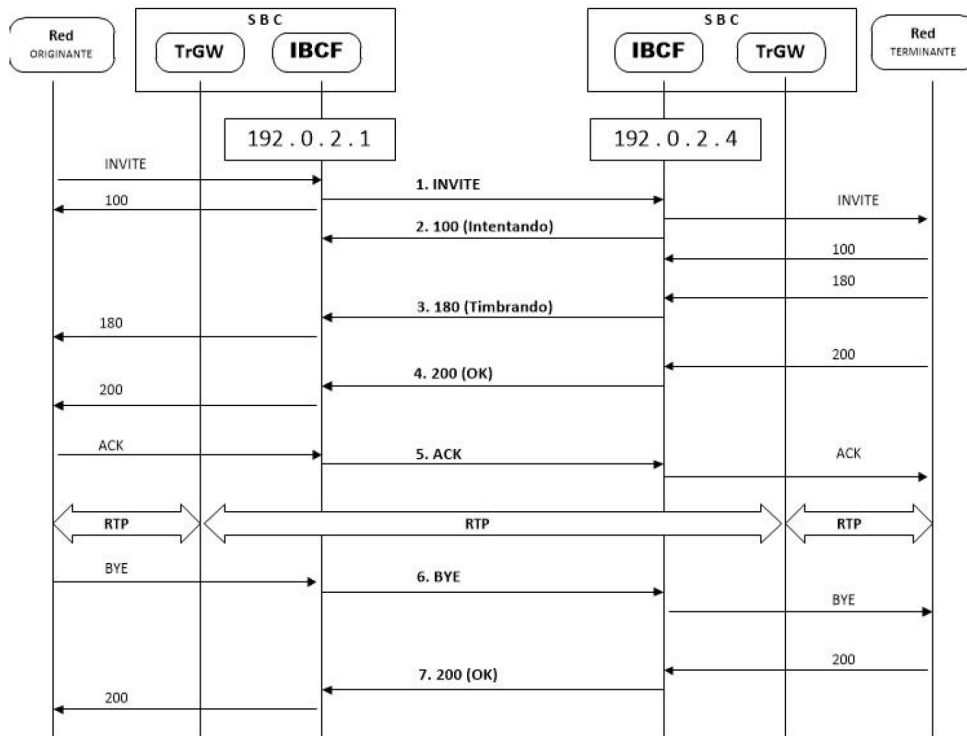 S B C
S B C
Red
ORIGINANTE
TrGW
IBCF
IBCF
TrGW
Red
TERMINANTE
192.0.2.1
192.0.2.4
INVITE
1. INVITE
100
INVITE
2. 100 (Intentando)
100
180
3. 180 (Timbrando)
180
200
4. 200 (OK)
200
ACK
5. ACK
ACK
RTP
RTP
RTP
BYE
6. BYE
BYE
200
7. 200 (OK)
200